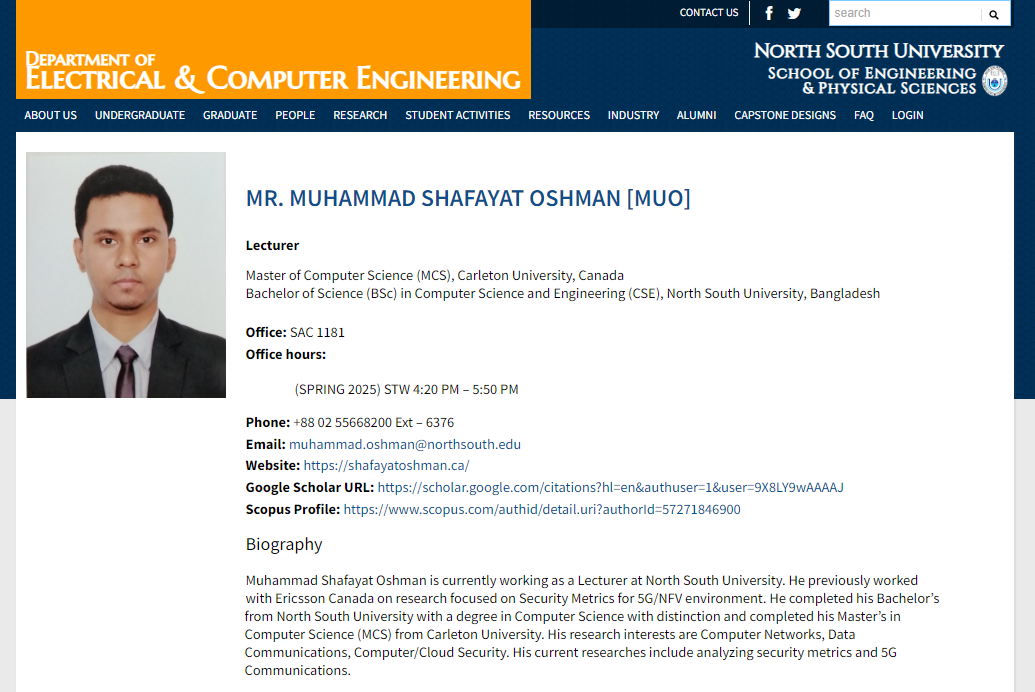 CONTACT US
search
DEPARTMENT OF
ELECTRICAL & COMPUTER ENGINEERING
NORTH SOUTH UNIVERSITY
SCHOOL OF ENGINEERING
& PHYSICAL SCIENCES
ABOUT US UNDERGRADUATE GRADUATE PEOPLE RESEARCH STUDENT ACTIVITIES RESOURCES INDUSTRY ALUMNI CAPSTONE DESIGNS FAQ LOGIN
MR. MUHAMMAD SHAFAYAT OSHMAN [MUO]
Lecturer
Master of Computer Science (MCS), Carleton University, Canada
Bachelor of Science (BSc) in Computer Science and Engineering (CSE), North South University, Bangladesh
Office: SAC 1181
Office hours:
(SPRING 2025) STW 4:20 PM – 5:50 PM
Phone: +88 02 55668200 Ext – 6376
Email: muhammad.oshman@northsouth.edu
Website: https://shafayatoshman.ca/
Google Scholar URL: https://scholar.google.com/citations?hl=en&authuser=1&user=9X8LY9wAAAAJ
Scopus Profile: https://www.scopus.com/authid/detail.uri?authorId=57271846900
Biography
Muhammad Shafayat Oshman is currently working as a Lecturer at North South University. He previously worked
with Ericsson Canada on research focused on Security Metrics for 5G/NFV environment. He completed his Bachelor's
from North South University with a degree in Computer Science with distinction and completed his Master's in
Computer Science (MCS) from Carleton University. His research interests are Computer Networks, Data
Communications, Computer/Cloud Security. His current researches include analyzing security metrics and 5G
Communications.